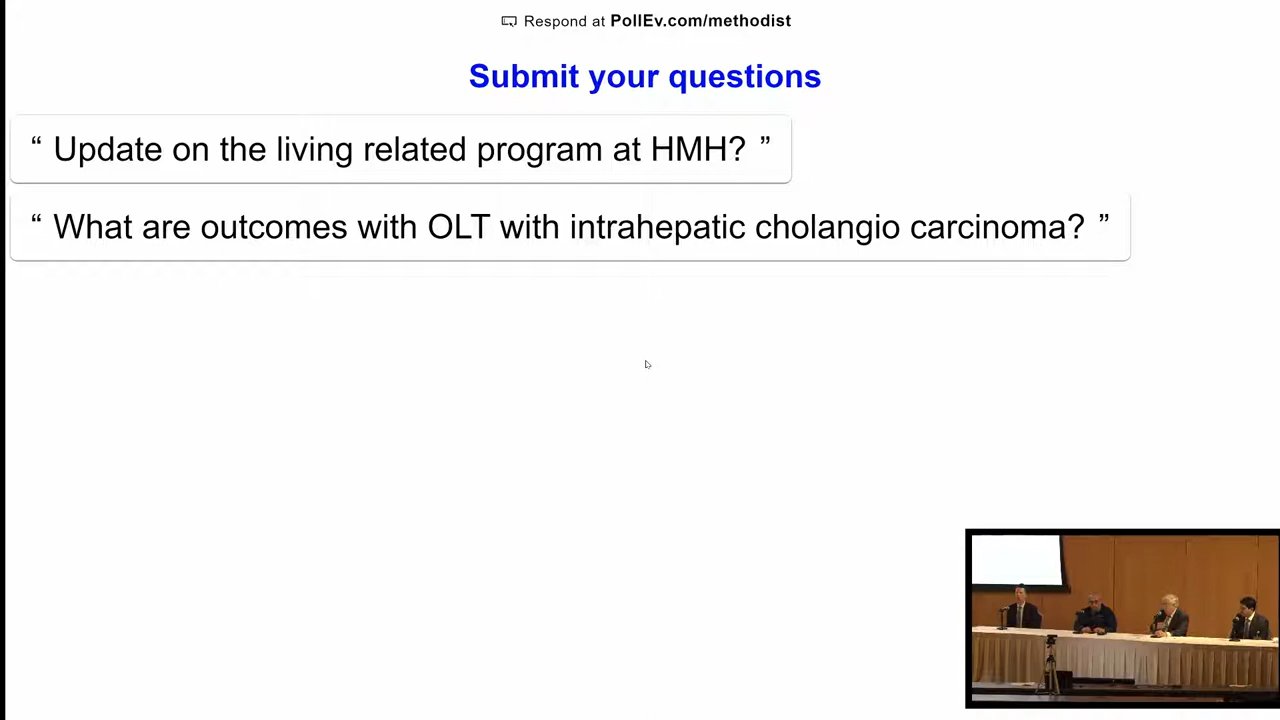 Respond at PollEv.com/methodist
Submit your questions
“ Update on the living related program at HMH? ”
“ What are outcomes with OLT with intrahepatic cholangio carcinoma? ”